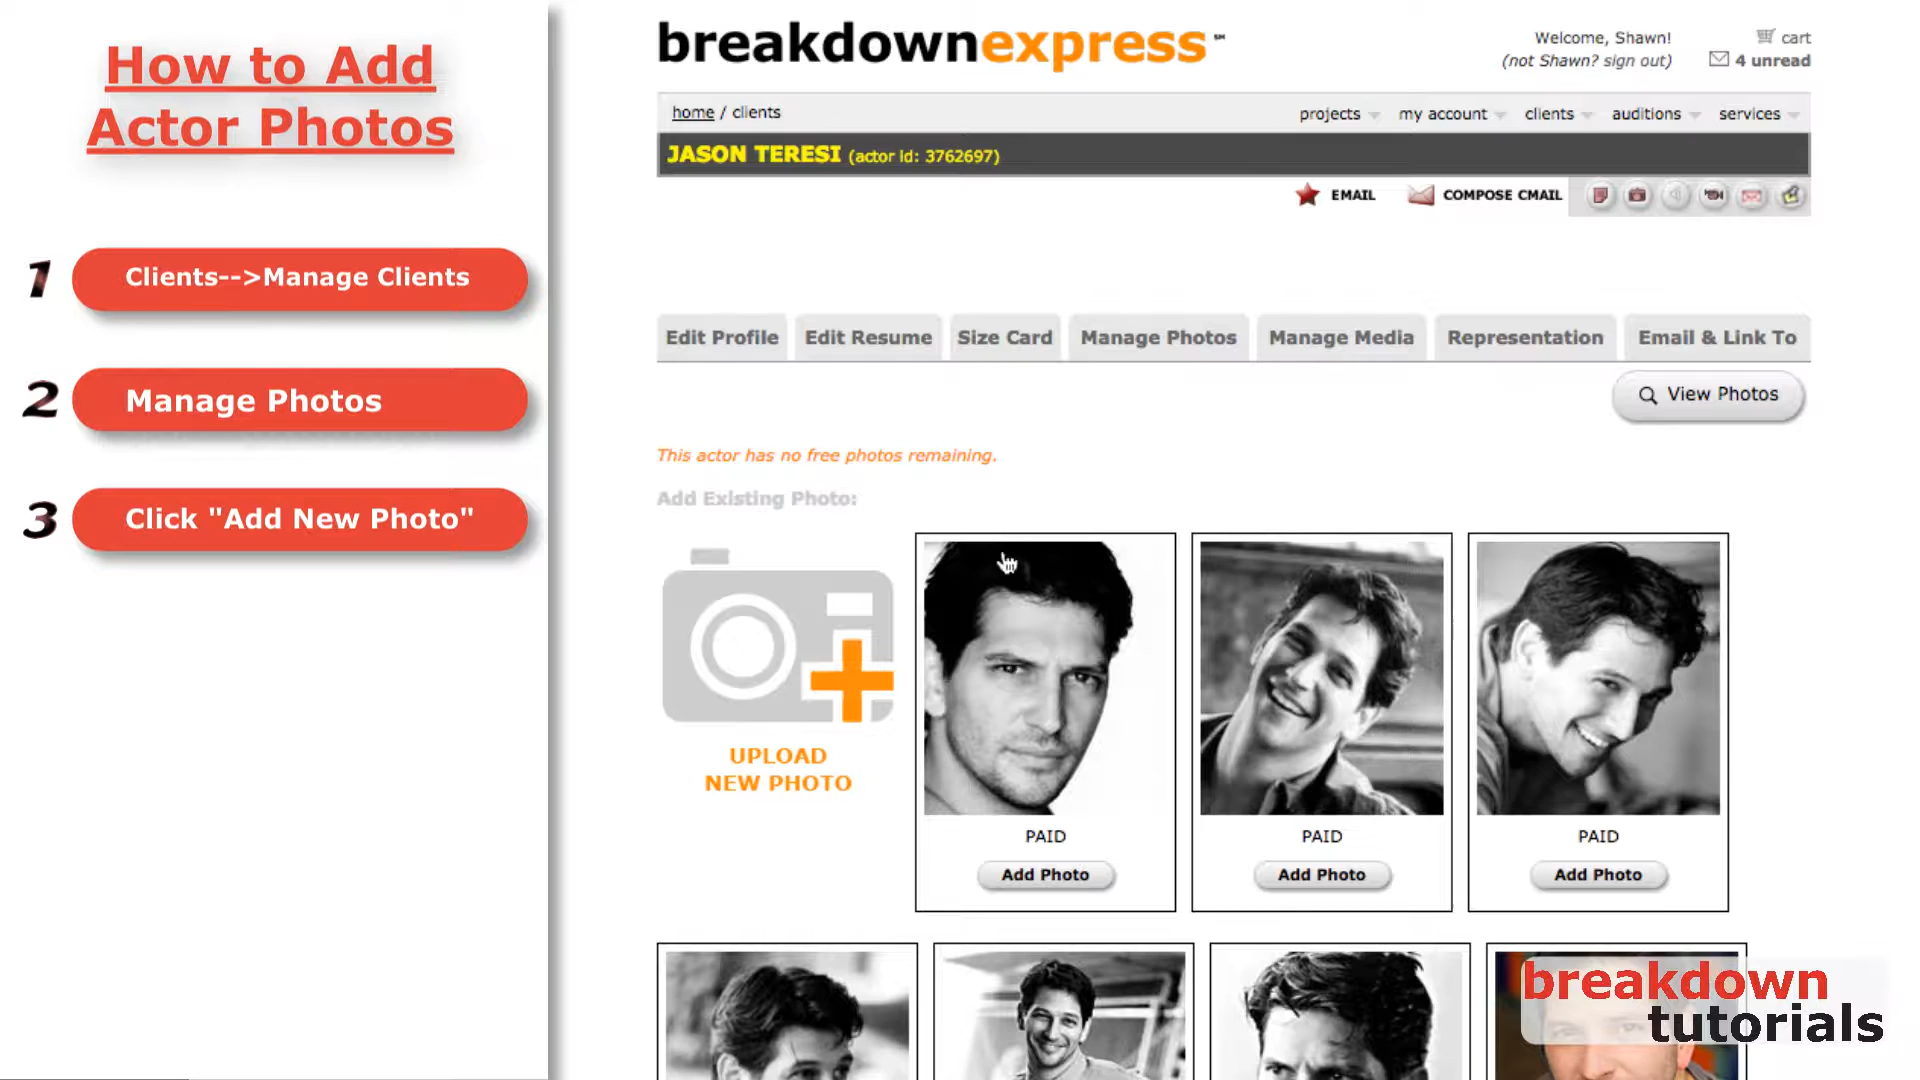 How to Add
Actor Photos
1 Clients-->Manage Clients
2 Manage Photos
3 Click "Add New Photo"
breakdownexpress SM
Welcome, Shawn!
(not Shawn? sign out)
cart
4 unread
home / clients
projects my account clients auditions services
JASON TERESI (actor id: 3762697)
EMAIL COMPOSE CMAIL
Edit Profile Edit Resume Size Card Manage Photos Manage Media Representation Email & Link To
View Photos
This actor has no free photos remaining.
Add Existing Photo:
UPLOAD
NEW PHOTO
PAID PAID PAID
Add Photo Add Photo Add Photo
breakdown
tutorials